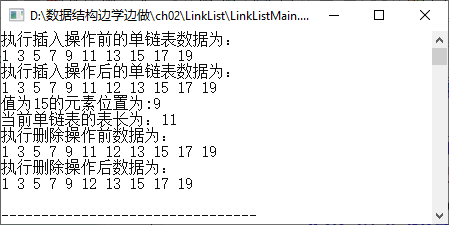 D:\数据结构边学边做\ch02\LinkList\LinkListMain....
执行插入操作前的单链表数据为:
1 3 5 7 9 11 13 15 17 19
执行插入操作后的单链表数据为:
1 3 5 7 9 11 12 13 15 17 19
值为15的元素位置为:9
当前单链表的表长为: 11
执行删除操作前数据为:
1 3 5 7 9 11 12 13 15 17 19
执行删除操作后数据为:
1 3 5 7 9 12 13 15 17 19
--------------------------------